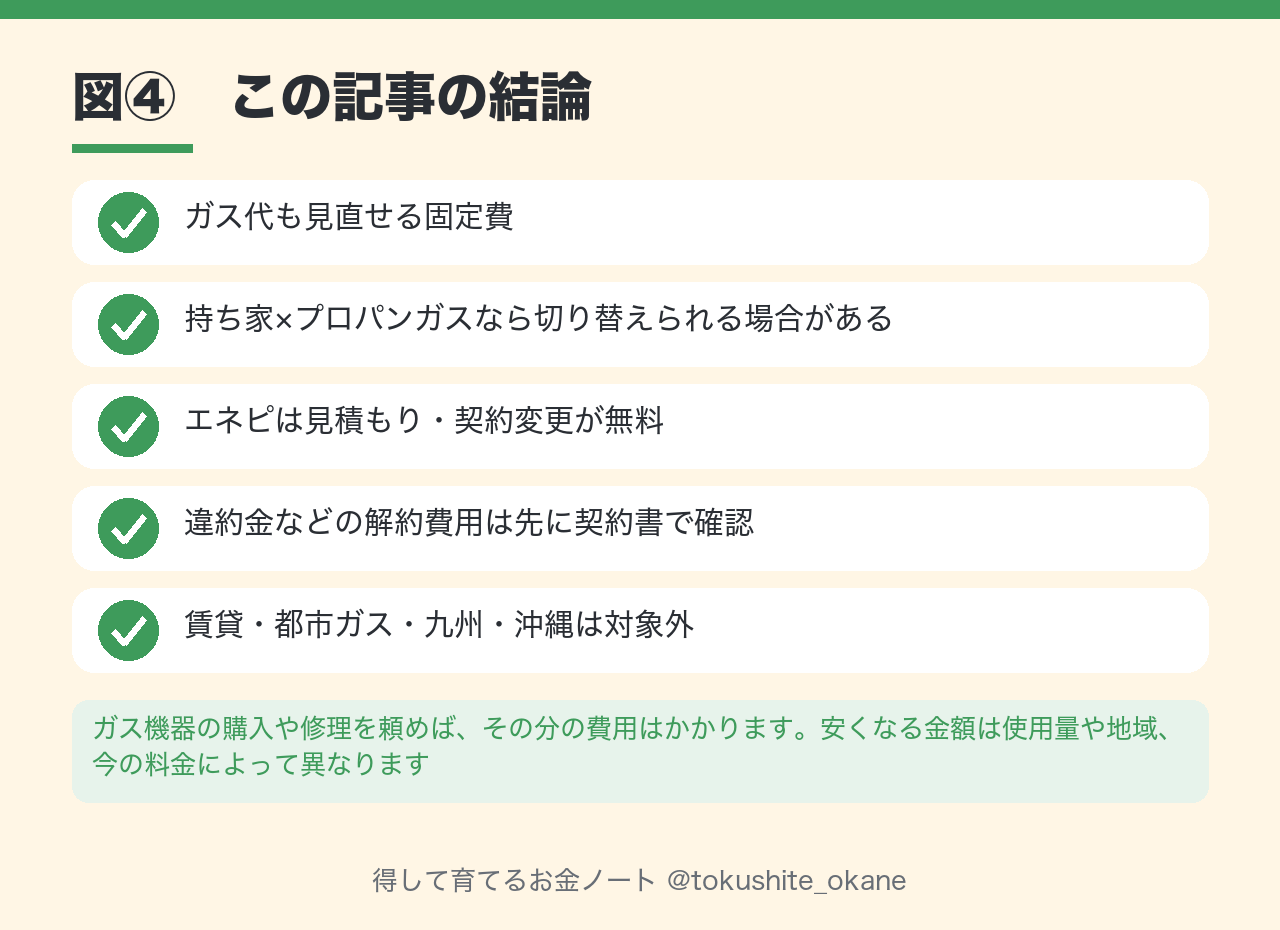 図④　この記事の結論
ガス代も見直せる固定費
持ち家×プロパンガスなら切り替えられる場合がある
エネピは見積もり・契約変更が無料
違約金などの解約費用は先に契約書で確認
賃貸・都市ガス・九州・沖縄は対象外
ガス機器の購入や修理を頼めば、その分の費用はかかります。安くなる金額は使用量や地域、
今の料金によって異なります
得して育てるお金ノート @tokushite_okane